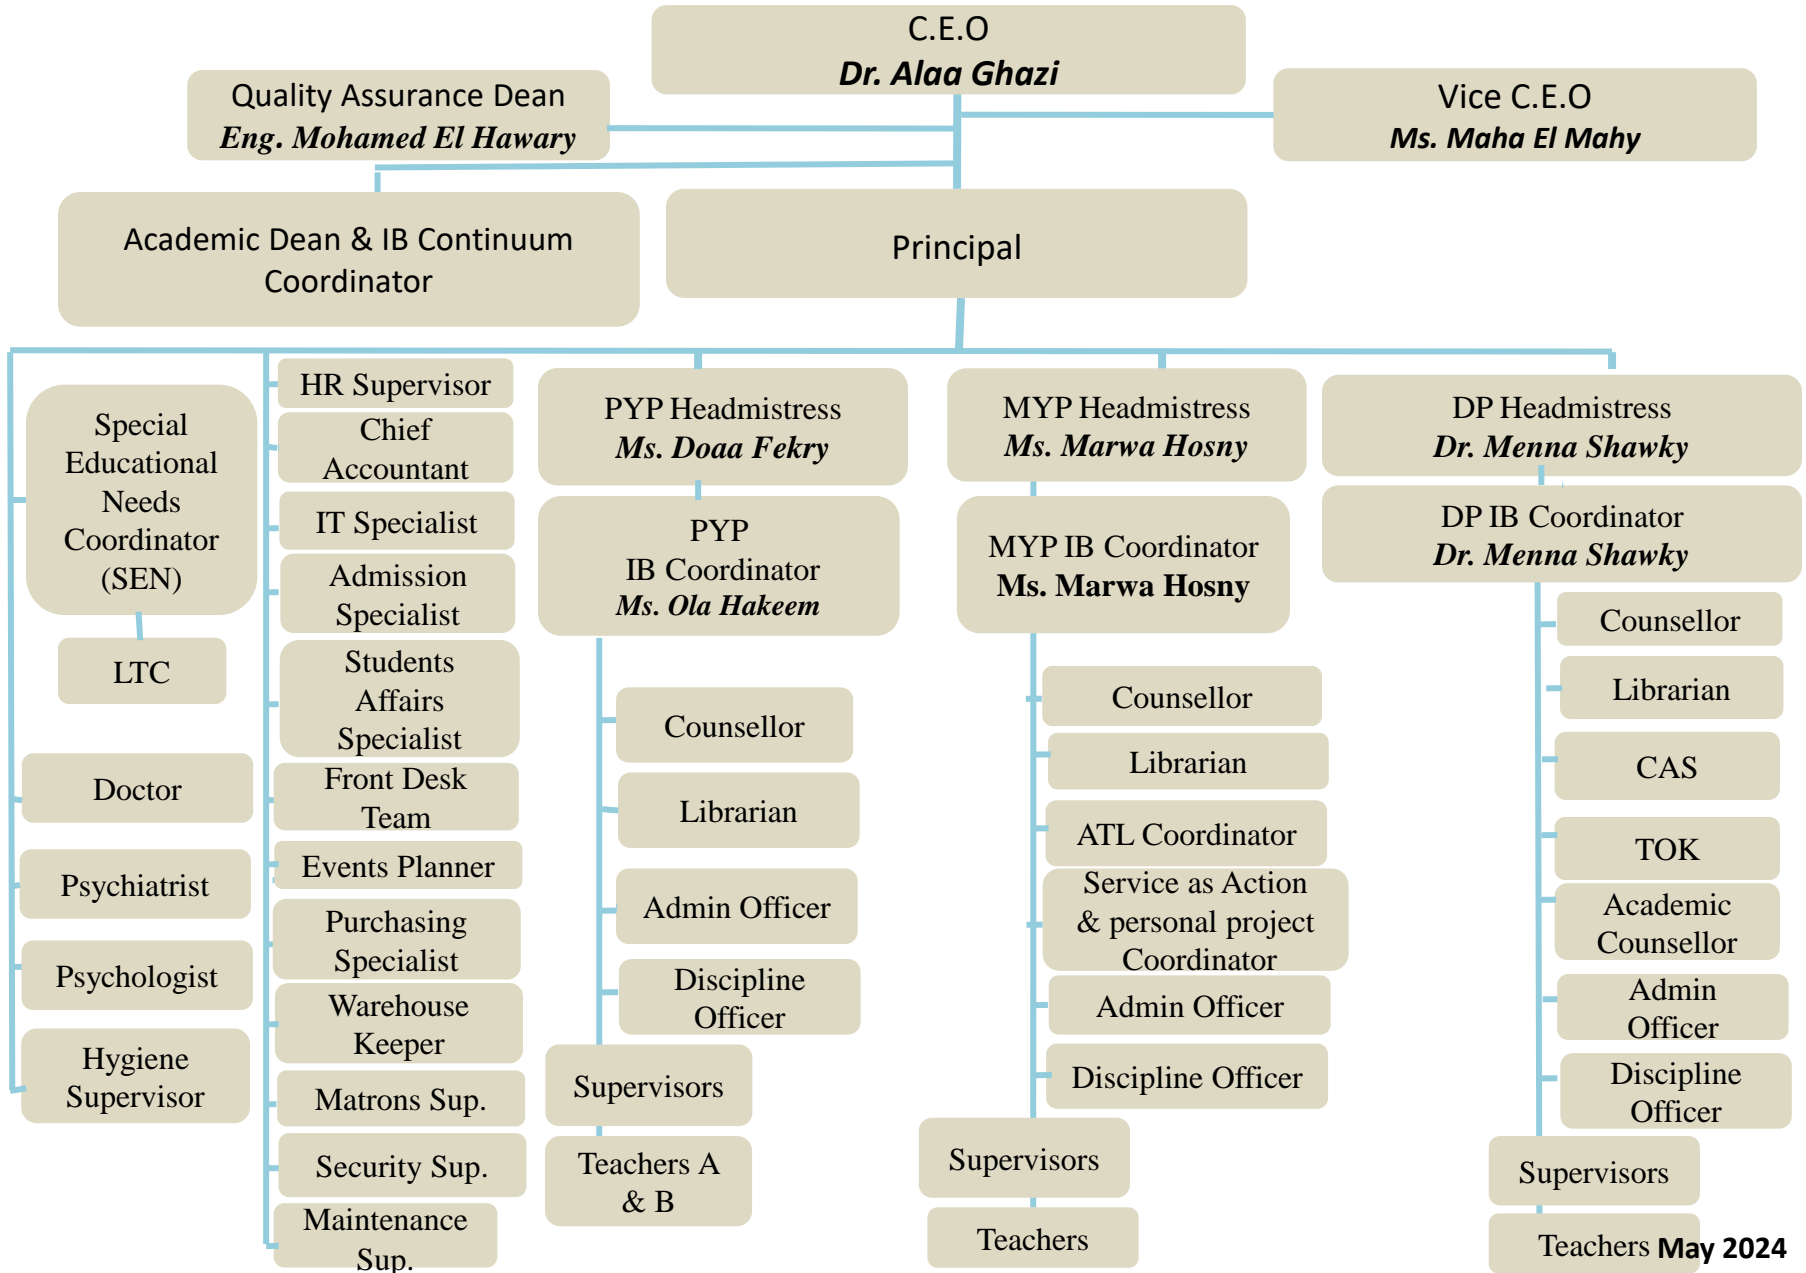 C.E.O
Dr. Alaa Ghazi
Quality Assurance Dean
Eng. Mohamed El Hawary
Vice C.E.O
Ms. Maha El Mahy
Academic Dean & IB Continuum
Coordinator
Principal
Special
Educational
Needs
Coordinator
(SEN)
LTC
Doctor
Psychiatrist
Psychologist
Hygiene
Supervisor
HR Supervisor
Chief
Accountant
IT Specialist
Admission
Specialist
Students
Affairs
Specialist
Front Desk
Team
Events Planner
Purchasing
Specialist
Warehouse
Keeper
Matrons Sup.
Security Sup.
Maintenance
Sup.
PYP Headmistress
Ms. Doaa Fekry
PYP
IB Coordinator
Ms. Ola Hakeem
Counsellor
Librarian
Admin Officer
Discipline
Officer
Supervisors
Teachers A
& B
MYP Headmistress
Ms. Marwa Hosny
MYP IB Coordinator
Ms. Marwa Hosny
Counsellor
Librarian
ATL Coordinator
Service as Action
& personal project
Coordinator
Admin Officer
Discipline Officer
Supervisors
Teachers
DP Headmistress
Dr. Menna Shawky
DP IB Coordinator
Dr. Menna Shawky
Counsellor
Librarian
CAS
TOK
Academic
Counsellor
Admin
Officer
Discipline
Officer
Supervisors
Teachers
May 2024